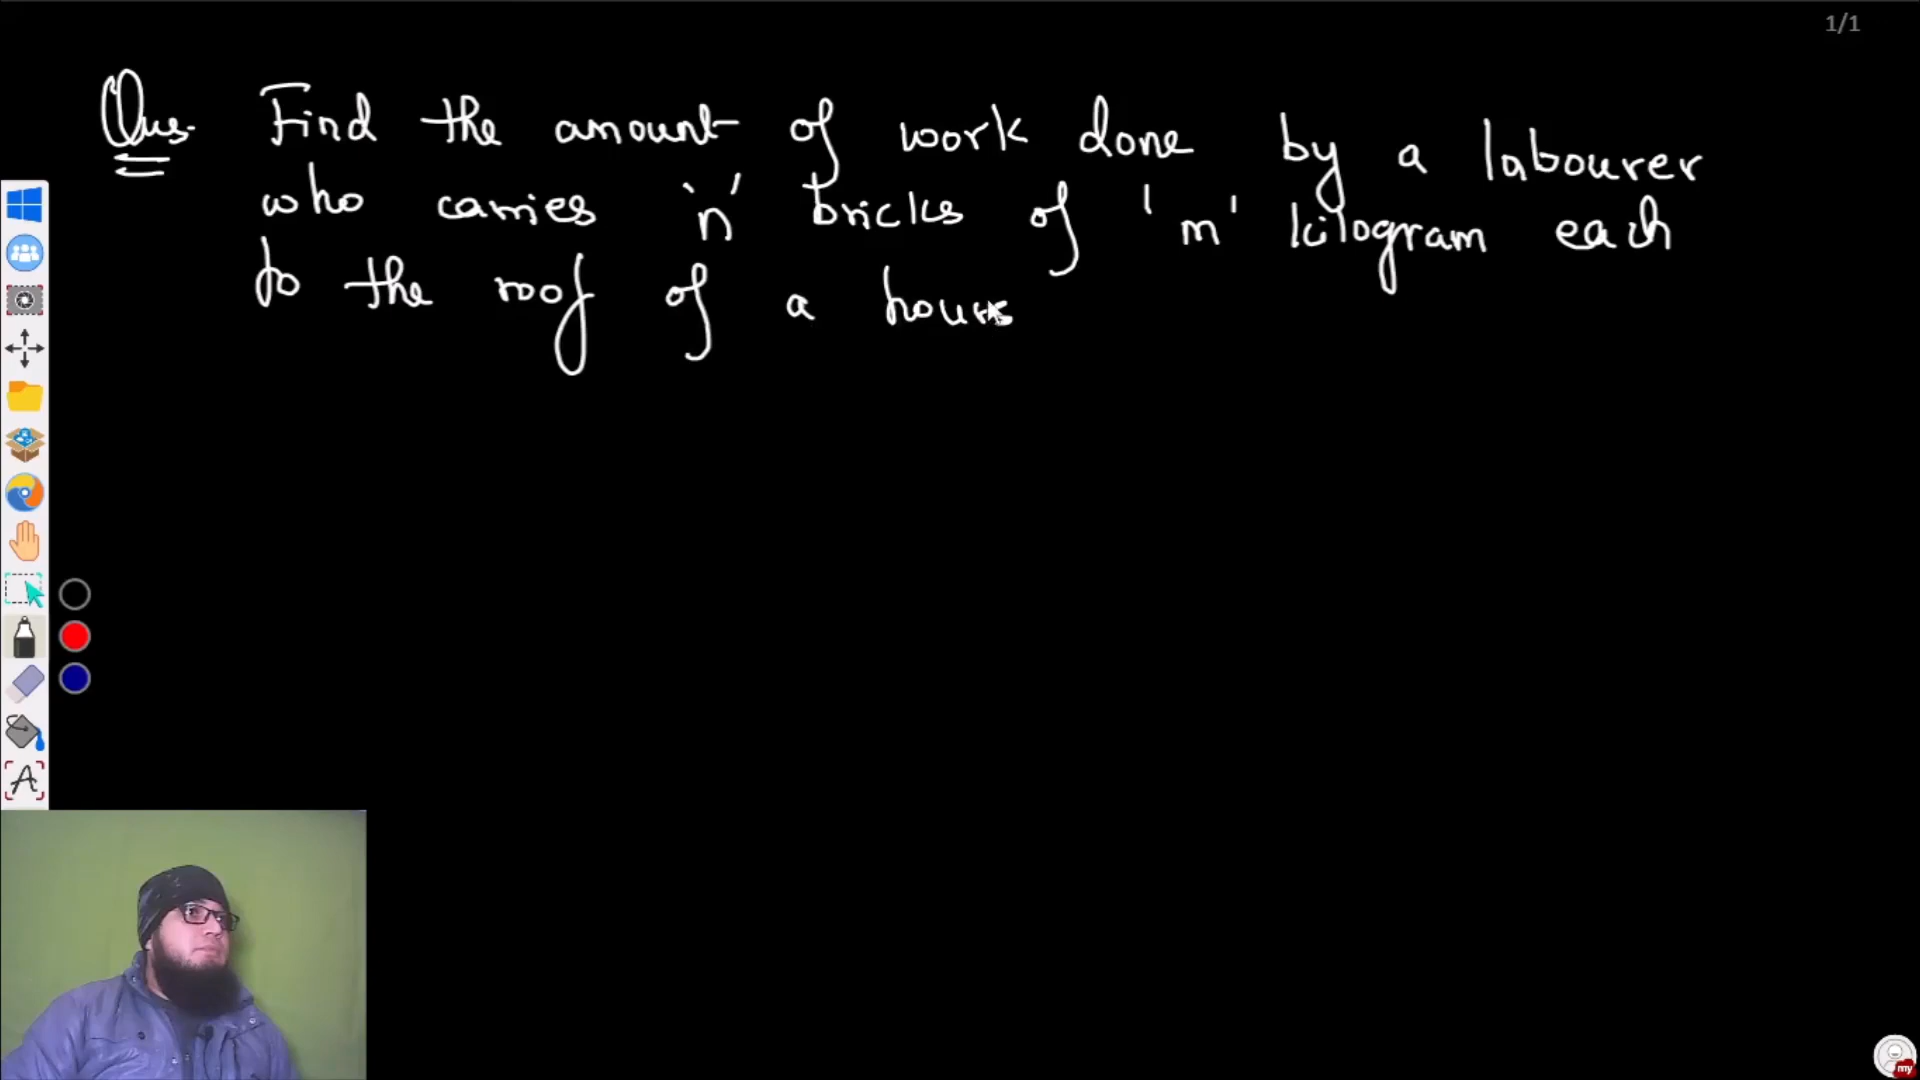 1/1
Ques. Find the amount of work done by a labourer
who carries 'n' bricks of 'm' kilogram each
to the roof of a